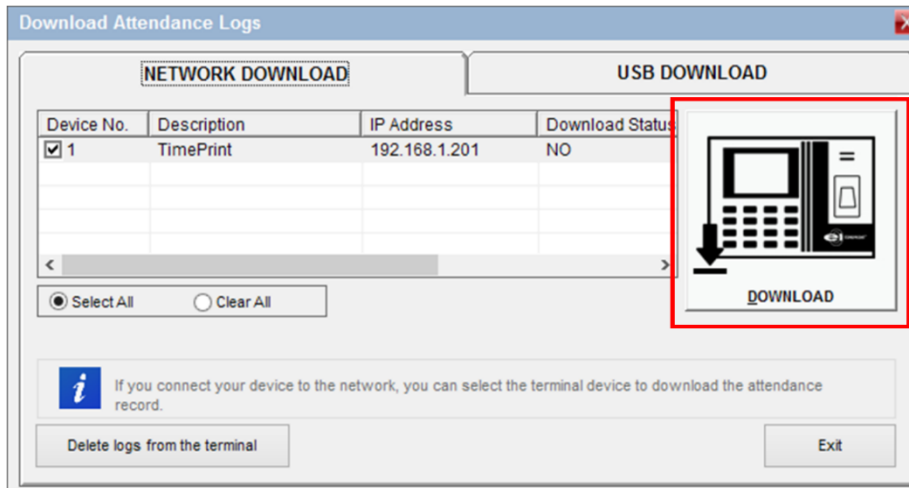 Download Attendance Logs
NETWORK DOWNLOAD
USB DOWNLOAD
Device No. Description IP Address Download Status
1 TimePrint 192.168.1.201 NO
Select All Clear All
DOWNLOAD
If you connect your device to the network, you can select the terminal device to download the attendance
record.
Delete logs from the terminal
Exit